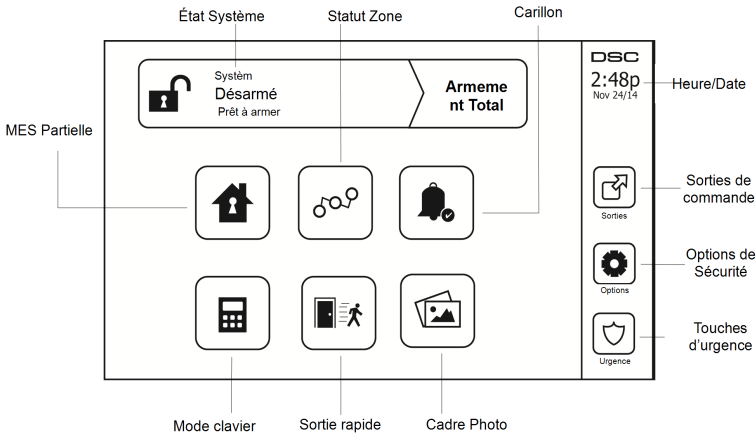 État Système
Statut Zone
Carillon
DSC
2:48p
Nov 24/14
Heure/Date
Systèm
Désarmé
Prêt à armer
Armeme
nt Total
MES Partielle
Sorties
Sorties de
commande
Options
Options de
Sécurité
Urgence
Touches
d'urgence
Mode clavier
Sortie rapide
Cadre Photo